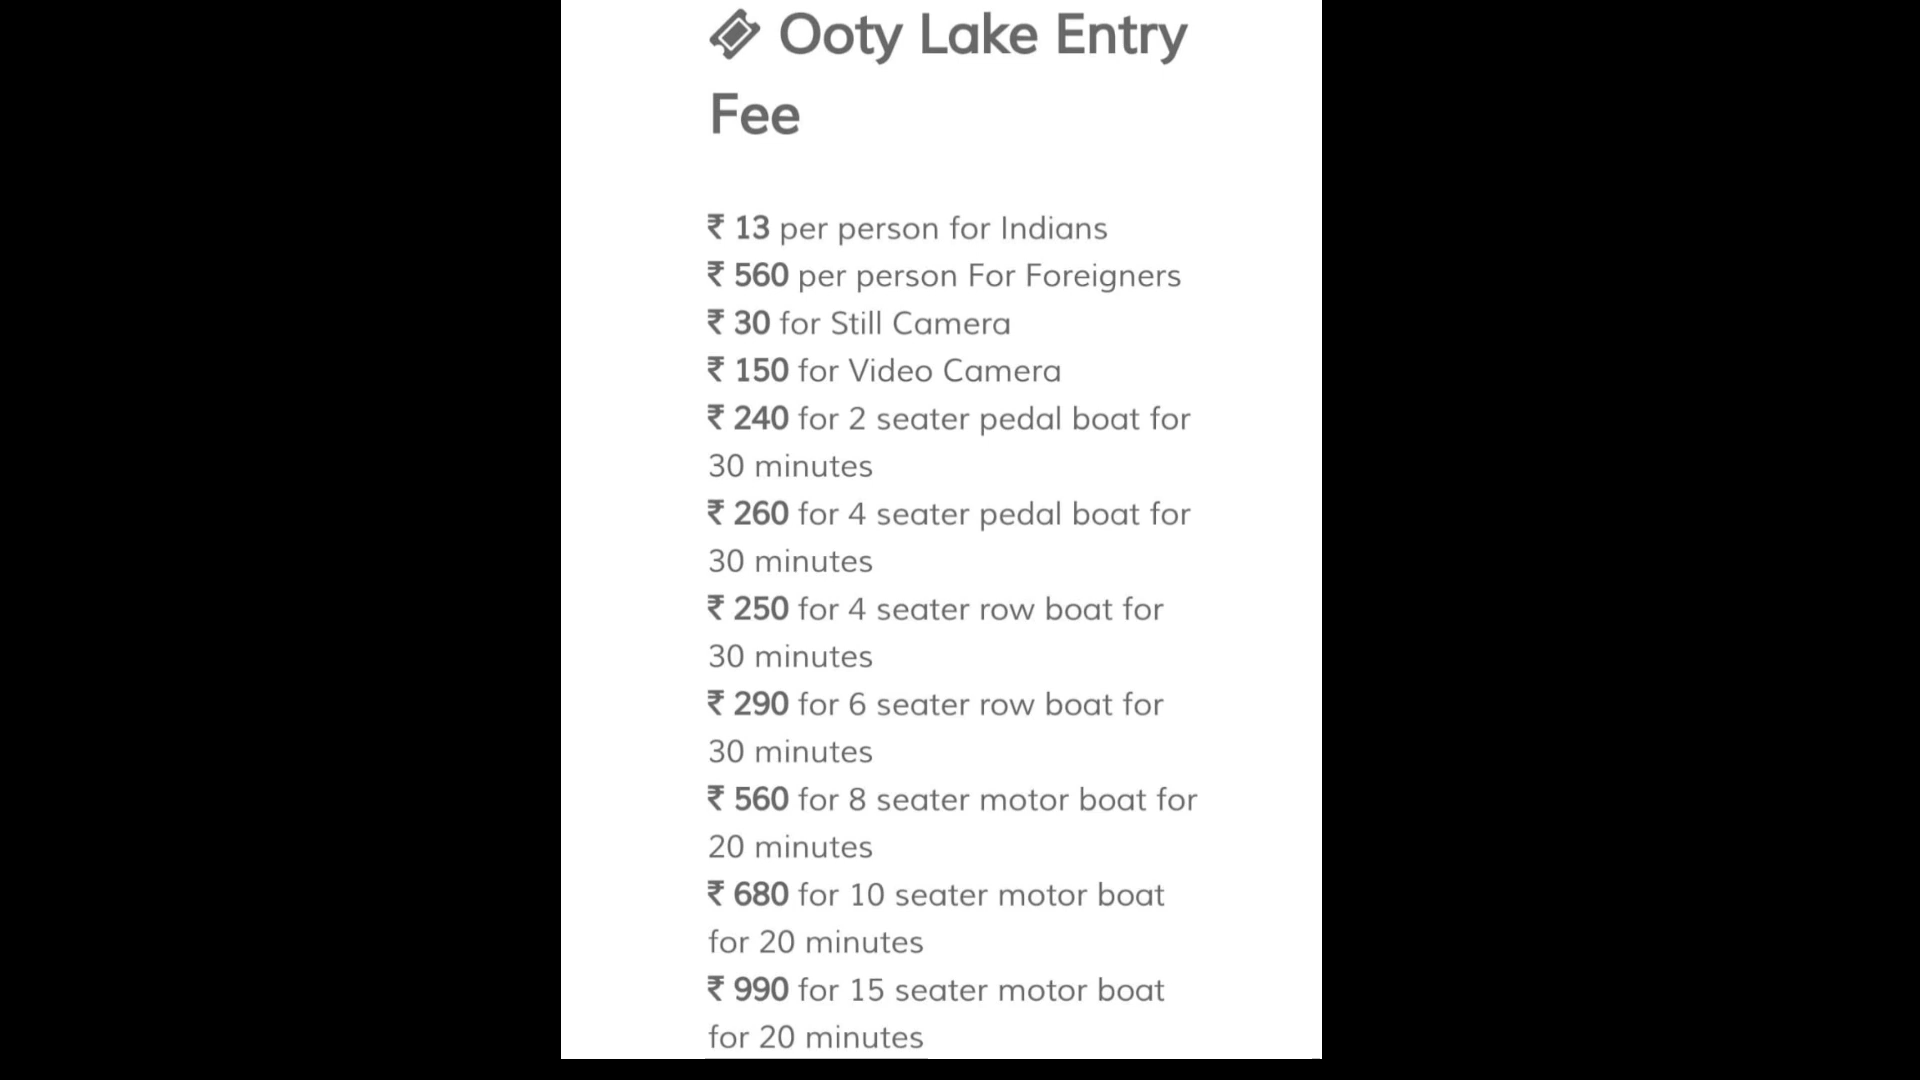 Ooty Lake Entry
Fee
₹ 13 per person for Indians
₹ 560 per person For Foreigners
₹ 30 for Still Camera
₹ 150 for Video Camera
₹ 240 for 2 seater pedal boat for
30 minutes
₹ 260 for 4 seater pedal boat for
30 minutes
₹ 250 for 4 seater row boat for
30 minutes
₹ 290 for 6 seater row boat for
30 minutes
₹ 560 for 8 seater motor boat for
20 minutes
₹ 680 for 10 seater motor boat
for 20 minutes
₹ 990 for 15 seater motor boat
for 20 minutes